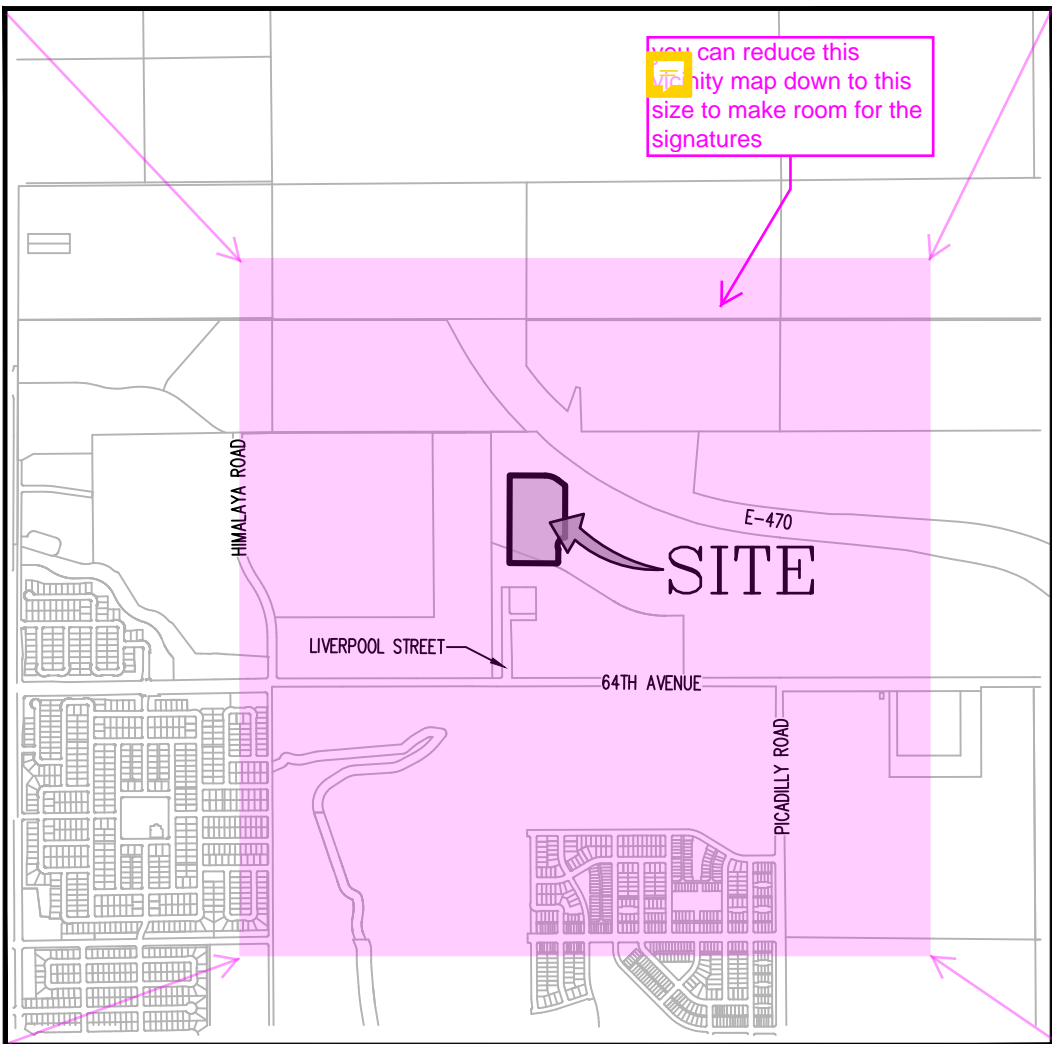 you can reduce this
vicinity map down to this
size to make room for the
signatures
HIMALAYA ROAD
E-470
SITE
LIVERPOOL STREET
64TH AVENUE
PICADILLY ROAD